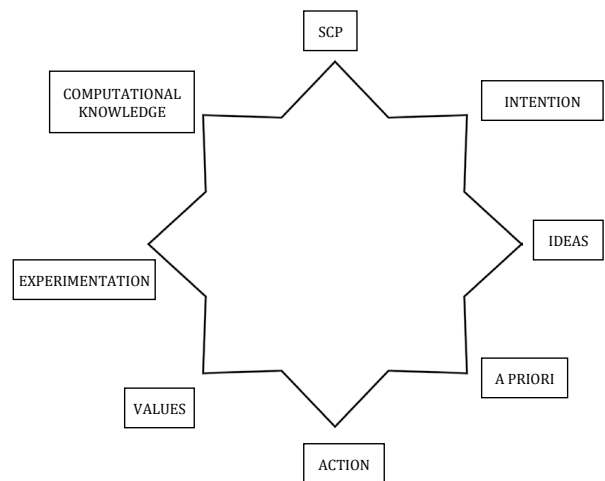 SCP
COMPUTATIONAL
KNOWLEDGE
INTENTION
IDEAS
EXPERIMENTATION
A PRIORI
VALUES
ACTION